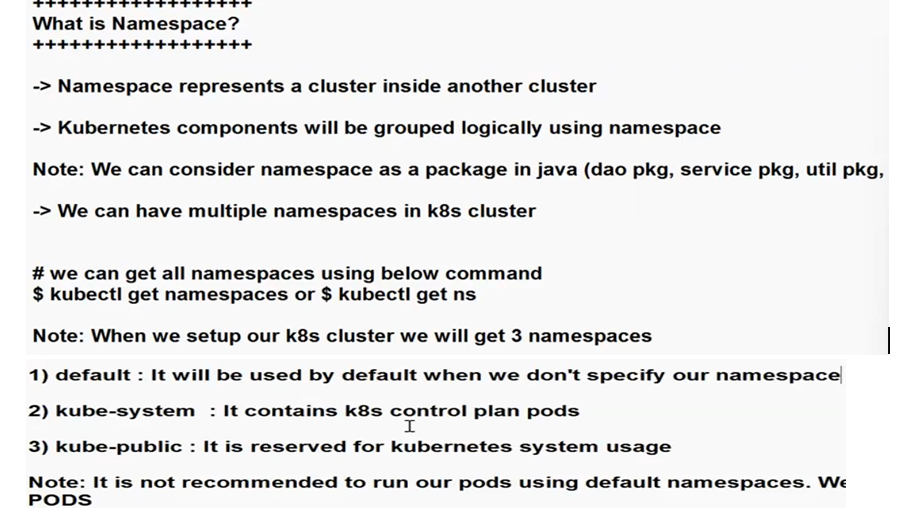 ++++++++++++++++++
What is Namespace?
++++++++++++++++++
-> Namespace represents a cluster inside another cluster
-> Kubernetes components will be grouped logically using namespace
Note: We can consider namespace as a package in java (dao pkg, service pkg, util pkg,
-> We can have multiple namespaces in k8s cluster
# we can get all namespaces using below command
$ kubectl get namespaces or $ kubectl get ns
Note: When we setup our k8s cluster we will get 3 namespaces
1) default : It will be used by default when we don't specify our namespace
2) kube-system : It contains k8s control plan pods
3) kube-public : It is reserved for kubernetes system usage
Note: It is not recommended to run our pods using default namespaces. We
PODS